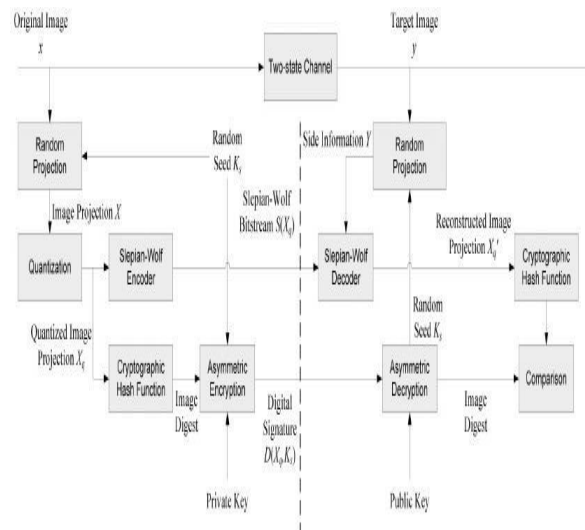 Original Image
x
Target Image
y
Two-state Channel
Random
Projection
Random
Seed Ks
Side Information Y
Random
Projection
Image Projection X
Slepian-Wolf
Bitstream S(Xq)
Reconstructed Image
Projection Xq'
Quantization
Slepian-Wolf
Encoder
Slepian-Wolf
Decoder
Cryptographic
Hash Function
Random
Seed Ks
Quantized Image
Projection Xq
Cryptographic
Hash Function
Asymmetric
Encryption
Asymmetric
Decryption
Comparison
Image
Digest
Digital
Signature
D(Xq,Ks)
Image
Digest
Private Key
Public Key